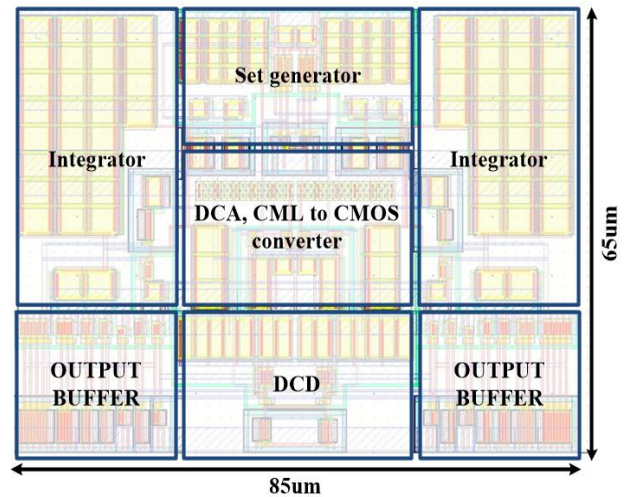 Set generator
Integrator
Integrator
DCA, CML to CMOS
converter
65um
OUTPUT
BUFFER
DCD
OUTPUT
BUFFER
85um